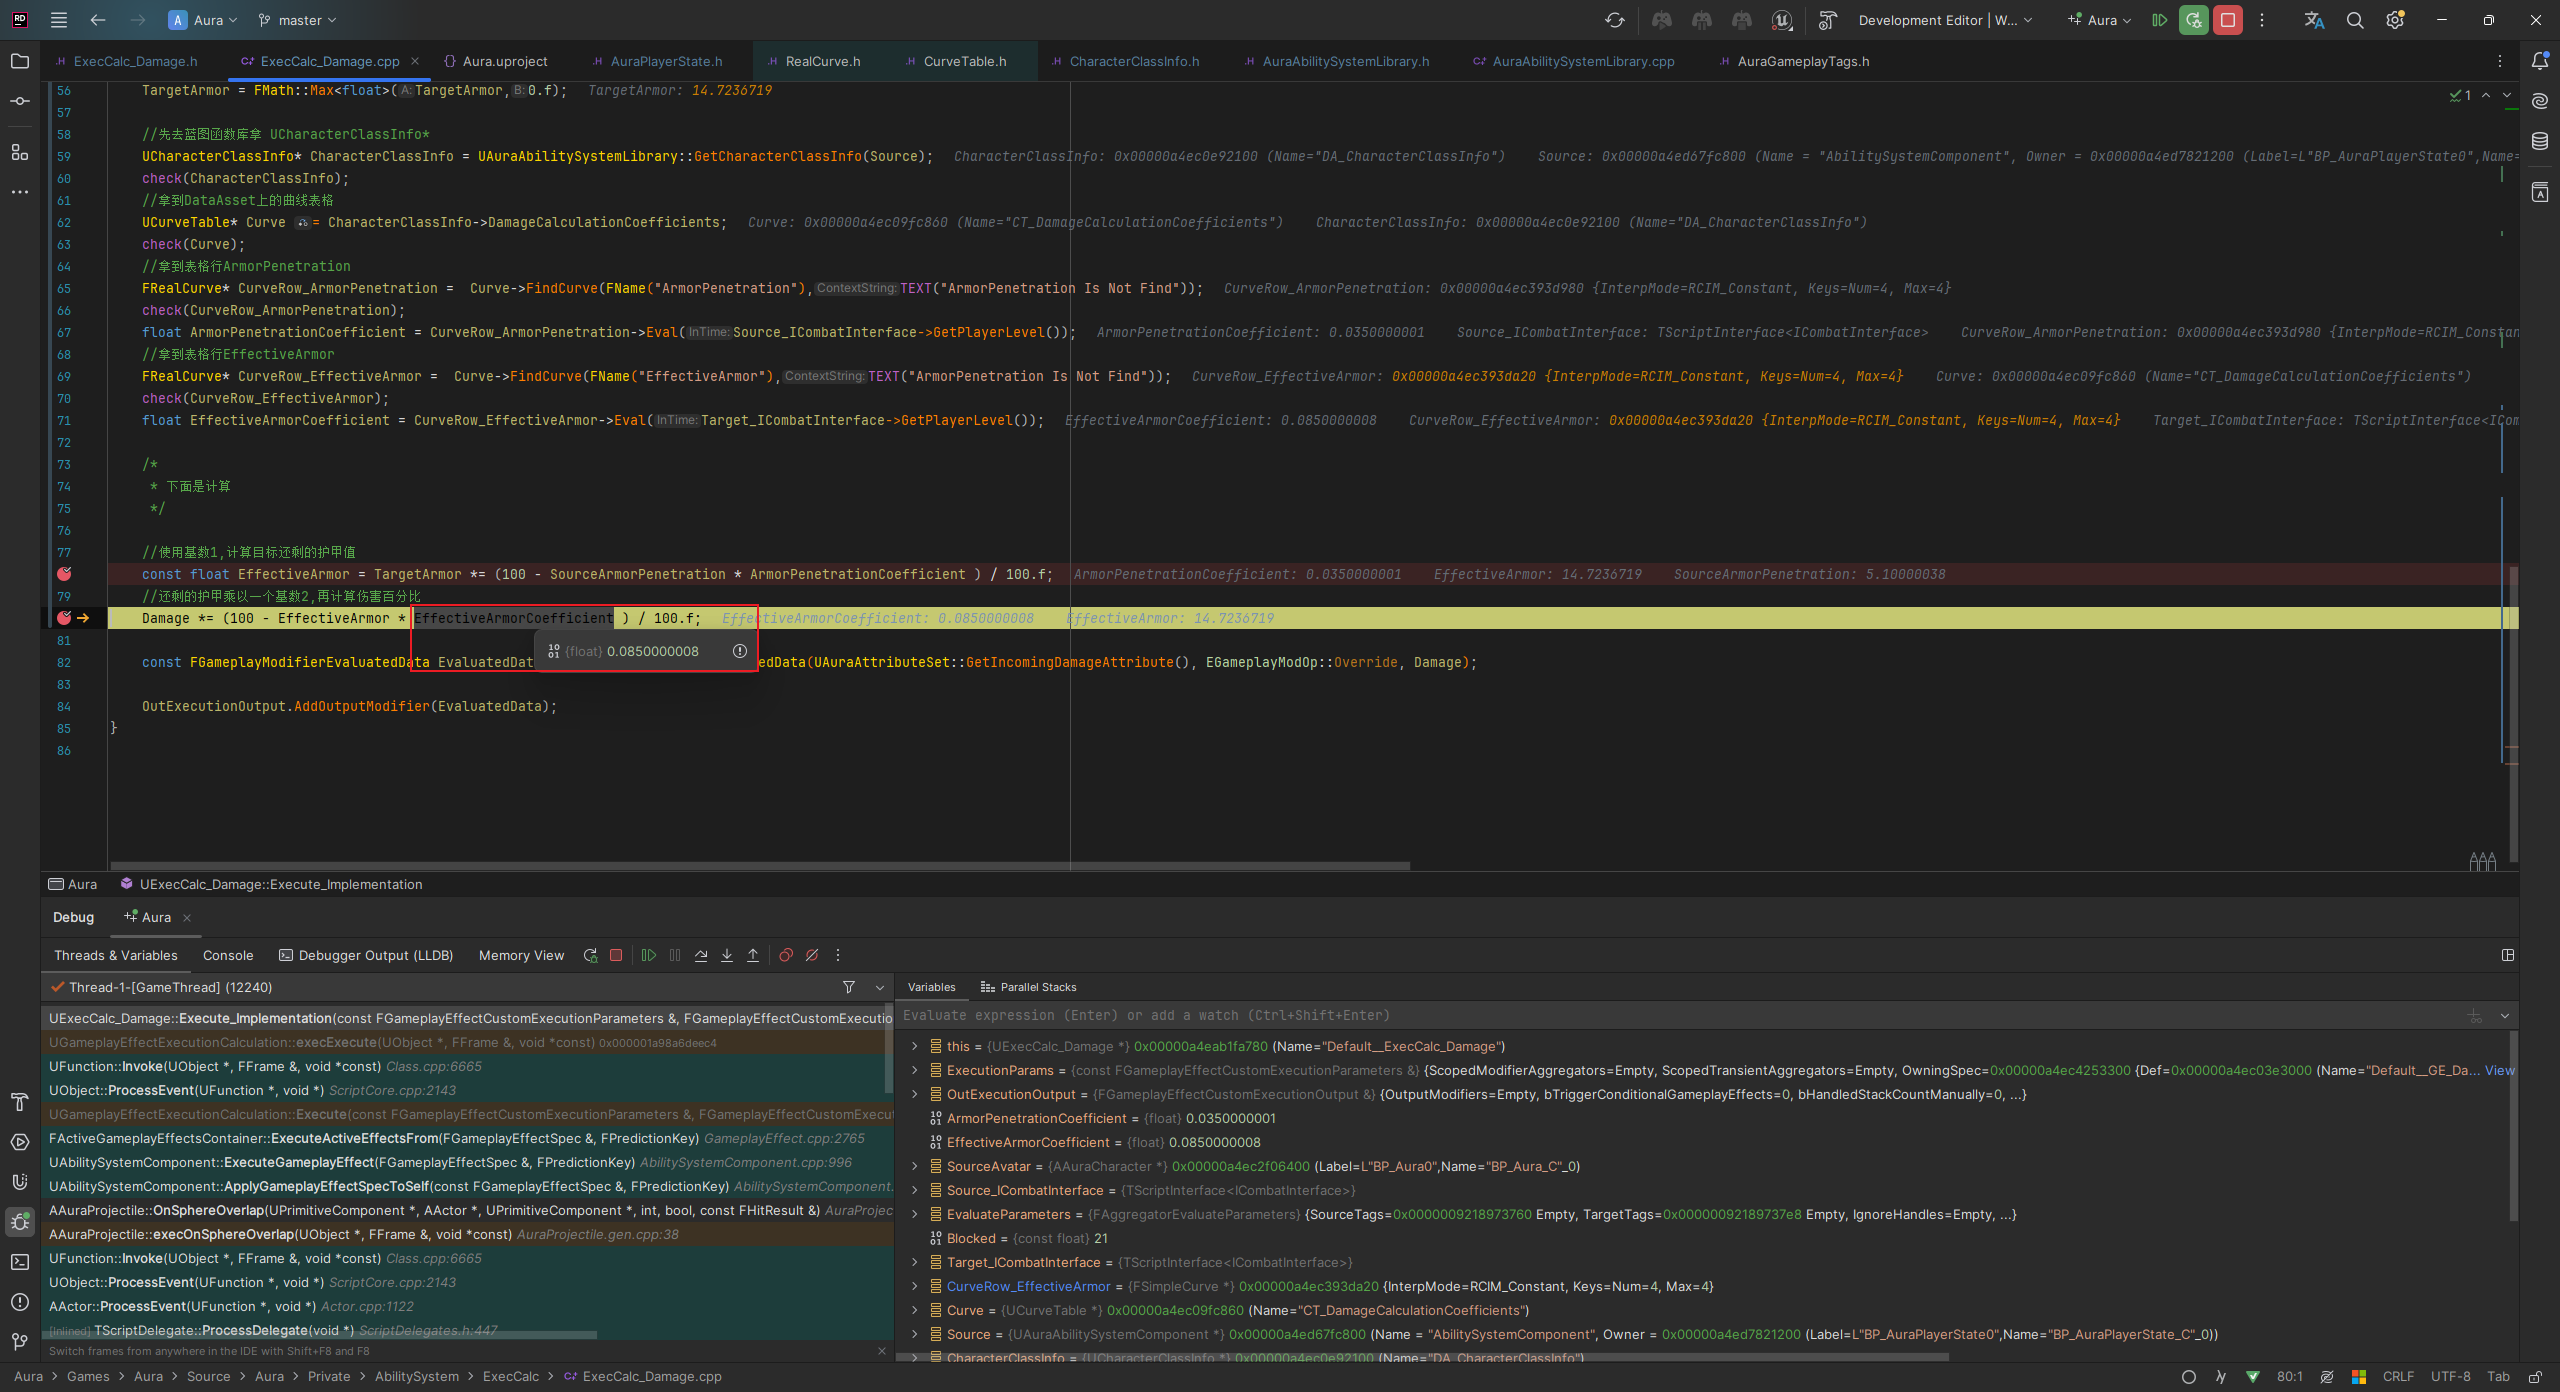 RD
A Aura master Development Editor | W... Aura
ExecCalc_Damage.h ExecCalc_Damage.cpp Aura.uproject AuraPlayerState.h RealCurve.h CurveTable.h CharacterClassInfo.h AuraAbilitySystemLibrary.h AuraAbilitySystemLibrary.cpp AuraGameplayTags.h
56 TargetArmor = FMath::Max<float>(A:TargetArmor,B:0.f); TargetArmor: 14.7236719
57
58 //先去蓝图函数库拿 UCharacterClassInfo*
59 UCharacterClassInfo* CharacterClassInfo = UAuraAbilitySystemLibrary::GetCharacterClassInfo(Source); CharacterClassInfo: 0x00000a4ec0e92100 (Name="DA_CharacterClassInfo") Source: 0x00000a4ed67fc800 (Name = "AbilitySystemComponent", Owner = 0x00000a4ed7821200 (Label=L"BP_AuraPlayerState0",Name=
60 check(CharacterClassInfo);
61 //拿到DataAsset上的曲线表格
62 UCurveTable* Curve = CharacterClassInfo->DamageCalculationCoefficients; Curve: 0x00000a4ec09fc860 (Name="CT_DamageCalculationCoefficients") CharacterClassInfo: 0x00000a4ec0e92100 (Name="DA_CharacterClassInfo")
63 check(Curve);
64 //拿到表格行ArmorPenetration
65 FRealCurve* CurveRow_ArmorPenetration = Curve->FindCurve(FName("ArmorPenetration"),ContextString:TEXT("ArmorPenetration Is Not Find")); CurveRow_ArmorPenetration: 0x00000a4ec393d980 {InterpMode=RCIM_Constant, Keys=Num=4, Max=4}
66 check(CurveRow_ArmorPenetration);
67 float ArmorPenetrationCoefficient = CurveRow_ArmorPenetration->Eval(InTime:Source_ICombatInterface->GetPlayerLevel()); ArmorPenetrationCoefficient: 0.0350000001 Source_ICombatInterface: TScriptInterface<ICombatInterface> CurveRow_ArmorPenetration: 0x00000a4ec393d980 {InterpMode=RCIM_Constan
68 //拿到表格行EffectiveArmor
69 FRealCurve* CurveRow_EffectiveArmor = Curve->FindCurve(FName("EffectiveArmor"),ContextString:TEXT("ArmorPenetration Is Not Find")); CurveRow_EffectiveArmor: 0x00000a4ec393da20 {InterpMode=RCIM_Constant, Keys=Num=4, Max=4} Curve: 0x00000a4ec09fc860 (Name="CT_DamageCalculationCoefficients")
70 check(CurveRow_EffectiveArmor);
71 float EffectiveArmorCoefficient = CurveRow_EffectiveArmor->Eval(InTime:Target_ICombatInterface->GetPlayerLevel()); EffectiveArmorCoefficient: 0.0850000008 CurveRow_EffectiveArmor: 0x00000a4ec393da20 {InterpMode=RCIM_Constant, Keys=Num=4, Max=4} Target_ICombatInterface: TScriptInterface<ICom
72
73 /*
74 * 下面是计算
75 */
76
77 //使用基数1,计算目标还剩的护甲值
const float EffectiveArmor = TargetArmor *= (100 - SourceArmorPenetration * ArmorPenetrationCoefficient ) / 100.f; ArmorPenetrationCoefficient: 0.0350000001 EffectiveArmor: 14.7236719 SourceArmorPenetration: 5.10000038
79 //还剩的护甲乘以一个基数2,再计算伤害百分比
Damage *= (100 - EffectiveArmor * EffectiveArmorCoefficient ) / 100.f; EffectiveArmorCoefficient: 0.0850000008 EffectiveArmor: 14.7236719
81
{float} 0.0850000008
82 const FGameplayModifierEvaluatedData EvaluatedDat edData(UAuraAttributeSet::GetIncomingDamageAttribute(), EGameplayModOp::Override, Damage);
83
84 OutExecutionOutput.AddOutputModifier(EvaluatedData);
85 }
86
1
Aura UExecCalc_Damage::Execute_Implementation
Debug Aura
Threads & Variables Console Debugger Output (LLDB) Memory View
Thread-1-[GameThread] (12240)
UExecCalc_Damage::Execute_Implementation(const FGameplayEffectCustomExecutionParameters &, FGameplayEffectCustomExecutio
UGameplayEffectExecutionCalculation::execExecute(UObject *, FFrame &, void *const) 0x000001a98a6deec4
UFunction::Invoke(UObject *, FFrame &, void *const) Class.cpp:6665
UObject::ProcessEvent(UFunction *, void *) ScriptCore.cpp:2143
UGameplayEffectExecutionCalculation::Execute(const FGameplayEffectCustomExecutionParameters &, FGameplayEffectCustomExecut
FActiveGameplayEffectsContainer::ExecuteActiveEffectsFrom(FGameplayEffectSpec &, FPredictionKey) GameplayEffect.cpp:2765
UAbilitySystemComponent::ExecuteGameplayEffect(FGameplayEffectSpec &, FPredictionKey) AbilitySystemComponent.cpp:996
UAbilitySystemComponent::ApplyGameplayEffectSpecToSelf(const FGameplayEffectSpec &, FPredictionKey) AbilitySystemComponent.
AAuraProjectile::OnSphereOverlap(UPrimitiveComponent *, AActor *, UPrimitiveComponent *, int, bool, const FHitResult &) AuraProjec
AAuraProjectile::execOnSphereOverlap(UObject *, FFrame &, void *const) AuraProjectile.gen.cpp:38
UFunction::Invoke(UObject *, FFrame &, void *const) Class.cpp:6665
UObject::ProcessEvent(UFunction *, void *) ScriptCore.cpp:2143
AActor::ProcessEvent(UFunction *, void *) Actor.cpp:1122
[Inlined] TScriptDelegate::ProcessDelegate(void *) ScriptDelegates.h:447
Switch frames from anywhere in the IDE with Shift+F8 and F8
Variables Parallel Stacks
Evaluate expression (Enter) or add a watch (Ctrl+Shift+Enter)
this = {UExecCalc_Damage *} 0x00000a4eab1fa780 (Name="Default__ExecCalc_Damage")
ExecutionParams = {const FGameplayEffectCustomExecutionParameters &} {ScopedModifierAggregators=Empty, ScopedTransientAggregators=Empty, OwningSpec=0x00000a4ec4253300 {Def=0x00000a4ec03e3000 (Name="Default__GE_Da... View
OutExecutionOutput = {FGameplayEffectCustomExecutionOutput &} {OutputModifiers=Empty, bTriggerConditionalGameplayEffects=0, bHandledStackCountManually=0, ...}
ArmorPenetrationCoefficient = {float} 0.0350000001
EffectiveArmorCoefficient = {float} 0.0850000008
SourceAvatar = {AAuraCharacter *} 0x00000a4ec2f06400 (Label=L"BP_Aura0",Name="BP_Aura_C"_0)
Source_ICombatInterface = {TScriptInterface<ICombatInterface>}
EvaluateParameters = {FAggregatorEvaluateParameters} {SourceTags=0x0000009218973760 Empty, TargetTags=0x00000092189737e8 Empty, IgnoreHandles=Empty, ...}
Blocked = {const float} 21
Target_ICombatInterface = {TScriptInterface<ICombatInterface>}
CurveRow_EffectiveArmor = {FSimpleCurve *} 0x00000a4ec393da20 {InterpMode=RCIM_Constant, Keys=Num=4, Max=4}
Curve = {UCurveTable *} 0x00000a4ec09fc860 (Name="CT_DamageCalculationCoefficients")
Source = {UAuraAbilitySystemComponent *} 0x00000a4ed67fc800 (Name = "AbilitySystemComponent", Owner = 0x00000a4ed7821200 (Label=L"BP_AuraPlayerState0",Name="BP_AuraPlayerState_C"_0))
CharacterClassInfo = {UCharacterClassInfo *} 0x00000a4ec0e92100 (Name="DA_CharacterClassInfo")
Aura > Games > Aura > Source > Aura > Private > AbilitySystem > ExecCalc > ExecCalc_Damage.cpp 80:1 CRLF UTF-8 Tab